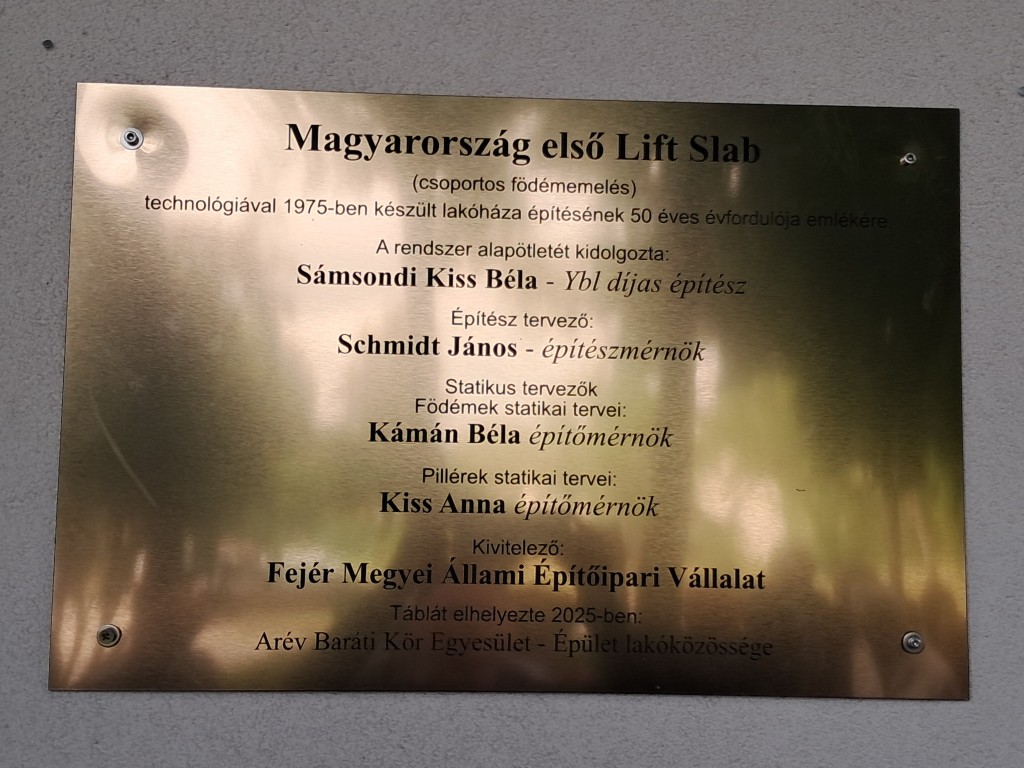 Magyarország első Lift Slab
(csoportos födémemelés)
technológiával 1975-ben készült lakóháza építésének 50 éves évfordulója emlékére
A rendszer alapötletét kidolgozta:
Sámsondi Kiss Béla - Ybl díjas építész
Építész tervező:
Schmidt János - építészmérnök
Statikus tervezők
Födémek statikai tervei:
Kámán Béla építőmérnök
Pillérek statikai tervei:
Kiss Anna építőmérnök
Kivitelező:
Fejér Megyei Állami Építőipari Vállalat
Táblát elhelyezte 2025-ben:
Arév Baráti Kör Egyesület - Épület lakóközössége